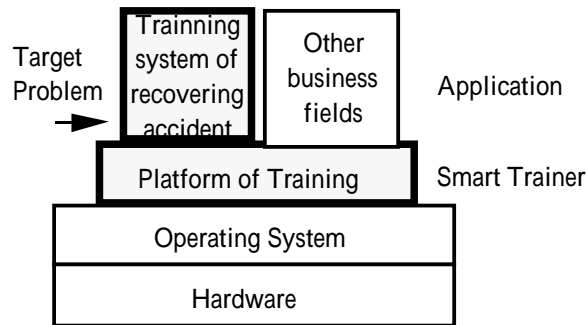 Trainning
system of
recovering
accident
Other
business
fields
Target
Problem
Application
Platform of Training
Smart Trainer
Operating System
Hardware